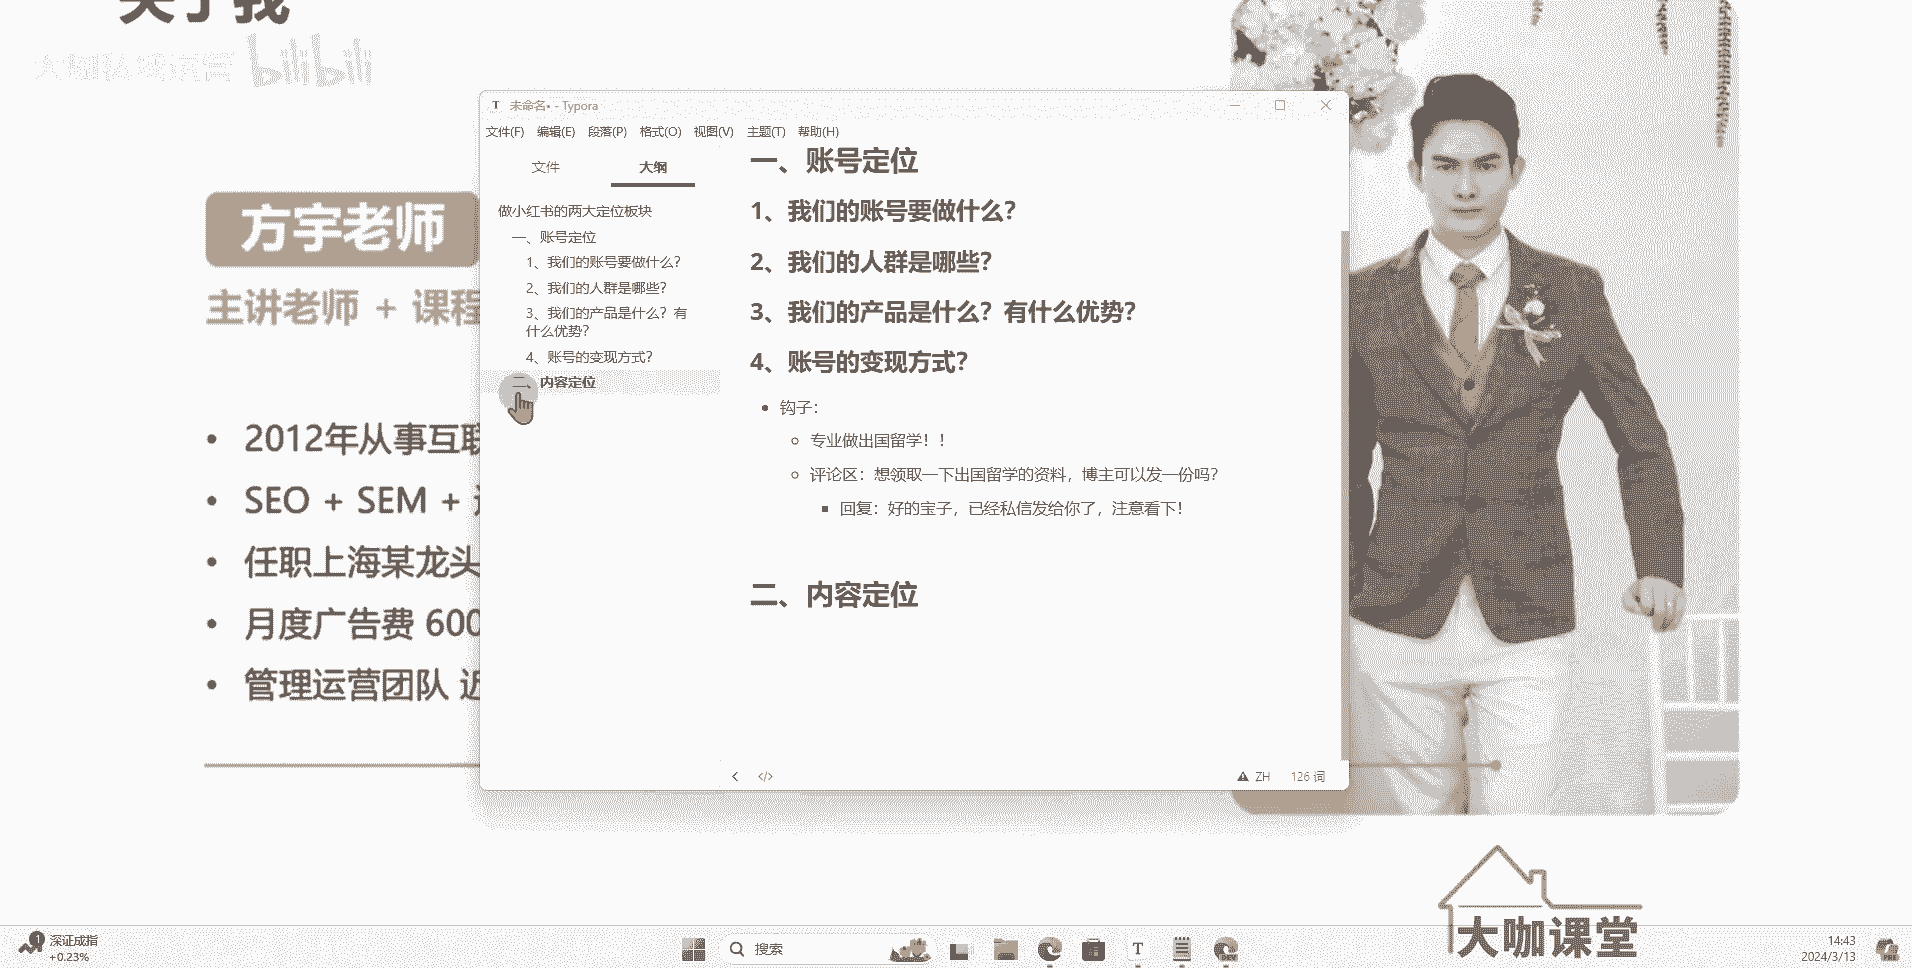 关于我
bilibili
方宇老师
主讲老师 + 课程
2012年从事互联
SEO + SEM +
任职上海某龙头
月度广告费 600
管理运营团队 近
未命名• - Typora
文件(F) 编辑(E) 段落(P) 格式(O) 视图(V) 主题(T) 帮助(H)
文件 大纲
做小红书的两大定位板块
一、账号定位
1、我们的账号要做什么?
2、我们的人群是哪些?
3、我们的产品是什么? 有
什么优势?
4、账号的变现方式?
二、内容定位
一、账号定位
1、我们的账号要做什么?
2、我们的人群是哪些?
3、我们的产品是什么? 有什么优势?
4、账号的变现方式?
钩子:
专业做出国留学! !
评论区: 想领取一下出国留学的资料, 博主可以发一份吗?
回复: 好的宝子, 已经私信发给你了, 注意看下!
二、内容定位
</> ZH 126 词
大咖课堂
1
深证成指
+0.23%
搜索
T
DEV
14:43
2024/3/13
PRE